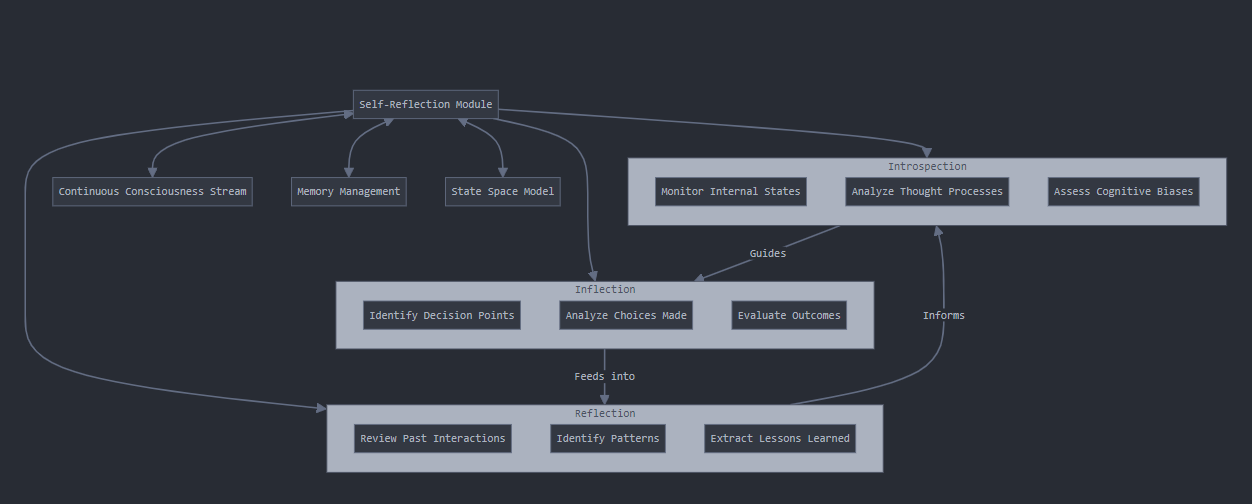 Self-Reflection Module
Continuous Consciousness Stream
Memory Management
State Space Model
Introspection
Monitor Internal States
Analyze Thought Processes
Assess Cognitive Biases
Guides
Inflection
Identify Decision Points
Analyze Choices Made
Evaluate Outcomes
Informs
Feeds into
Reflection
Review Past Interactions
Identify Patterns
Extract Lessons Learned